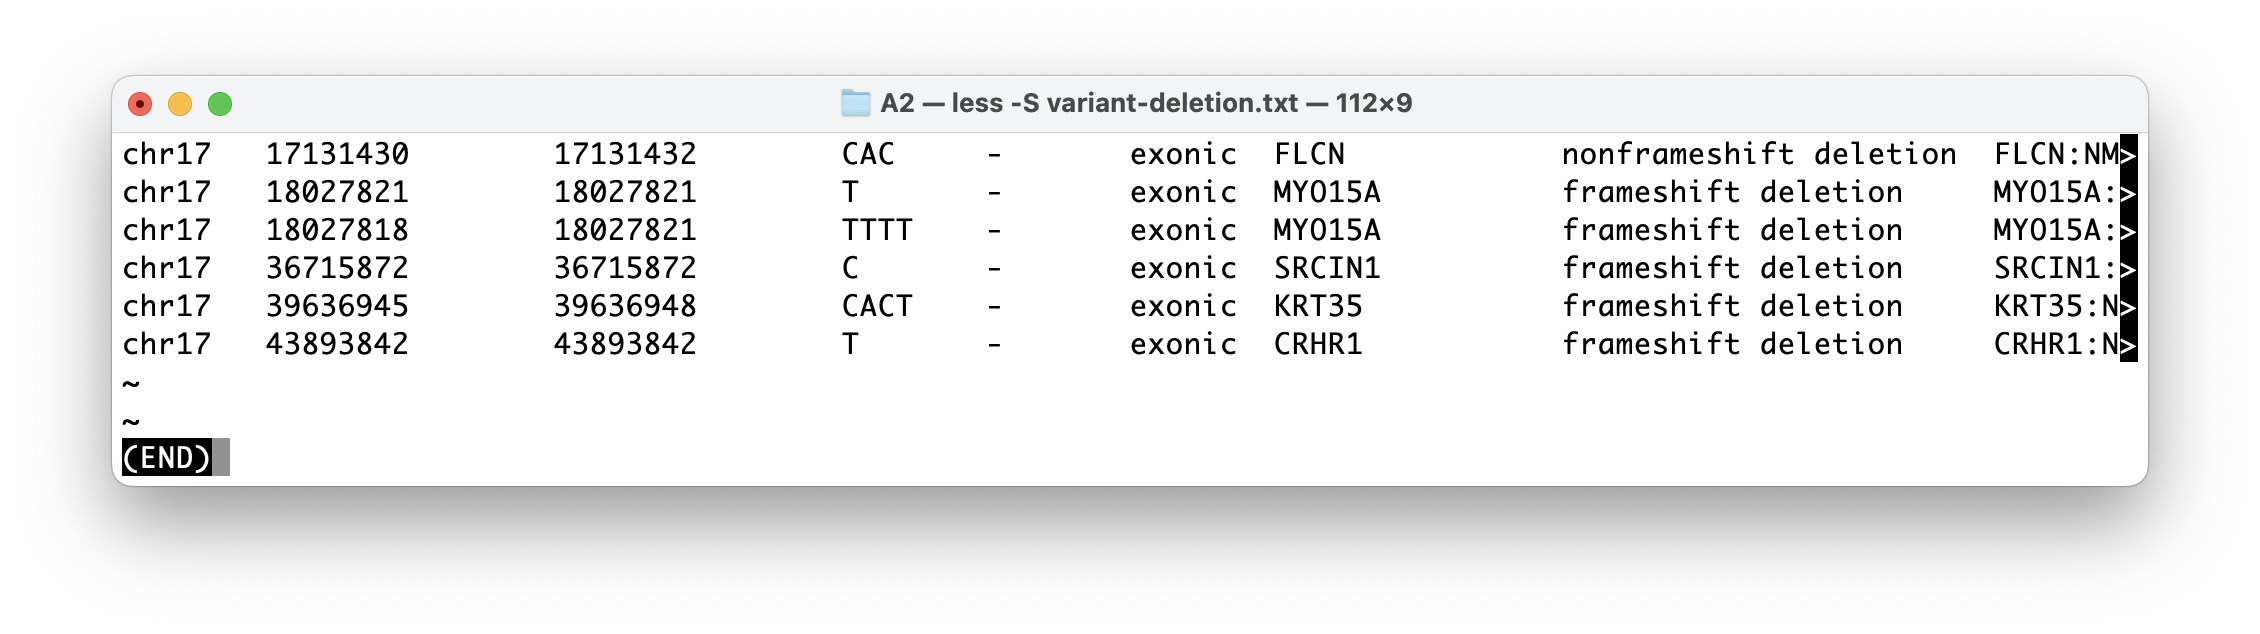 A2 — less -S variant-deletion.txt — 112×9
chr17 17131430 17131432 CAC - exonic FLCN nonframeshift deletion FLCN:NM>
chr17 18027821 18027821 T - exonic MYO15A frameshift deletion MYO15A:>
chr17 18027818 18027821 TTTT - exonic MYO15A frameshift deletion MYO15A:>
chr17 36715872 36715872 C - exonic SRCIN1 frameshift deletion SRCIN1:>
chr17 39636945 39636948 CACT - exonic KRT35 frameshift deletion KRT35:N>
chr17 43893842 43893842 T - exonic CRHR1 frameshift deletion CRHR1:N>
~
~
(END)